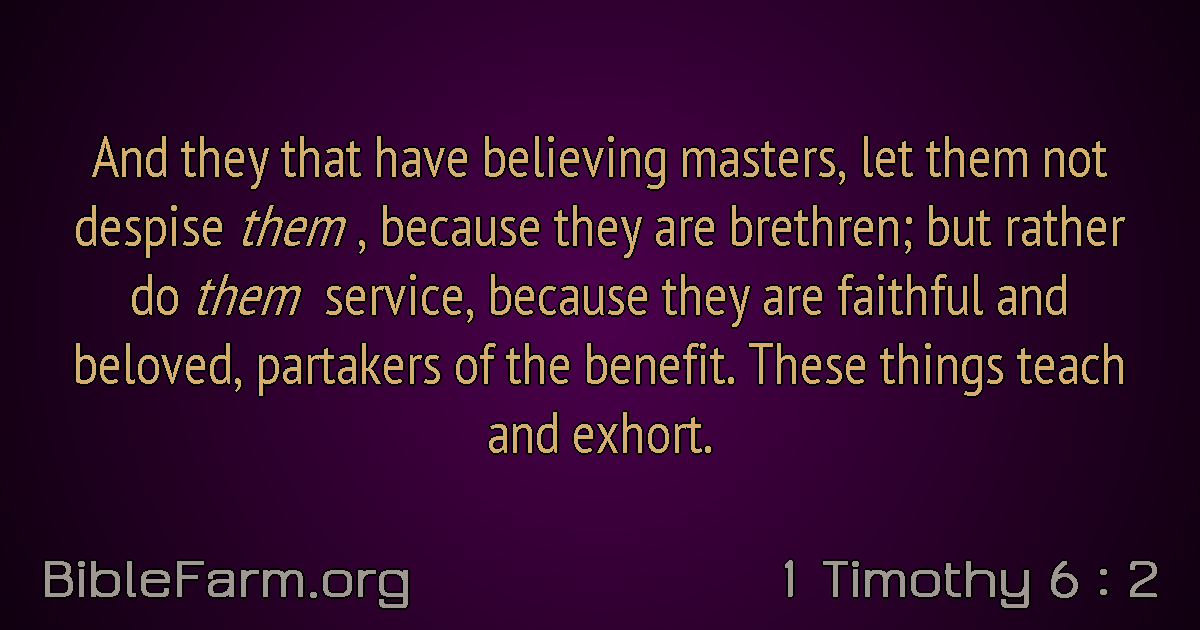 And they that have believing masters, let them not
despise them , because they are brethren; but rather
do them service, because they are faithful and
beloved, partakers of the benefit. These things teach
and exhort.
BibleFarm.org
1 Timothy 6 : 2